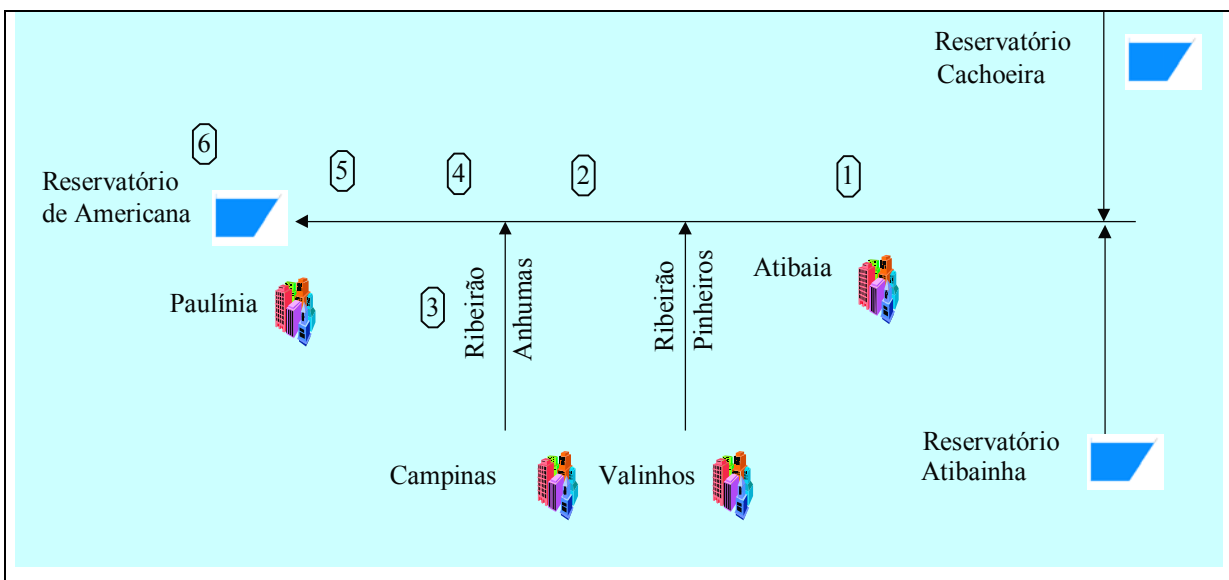 Reservatório
Cachoeira
6
5
4
2
1
Reservatório
de Americana
Atibaia
Paulínia
3
Ribeirão
Anhumas
Ribeirão
Pinheiros
Campinas
Valinhos
Reservatório
Atibainha